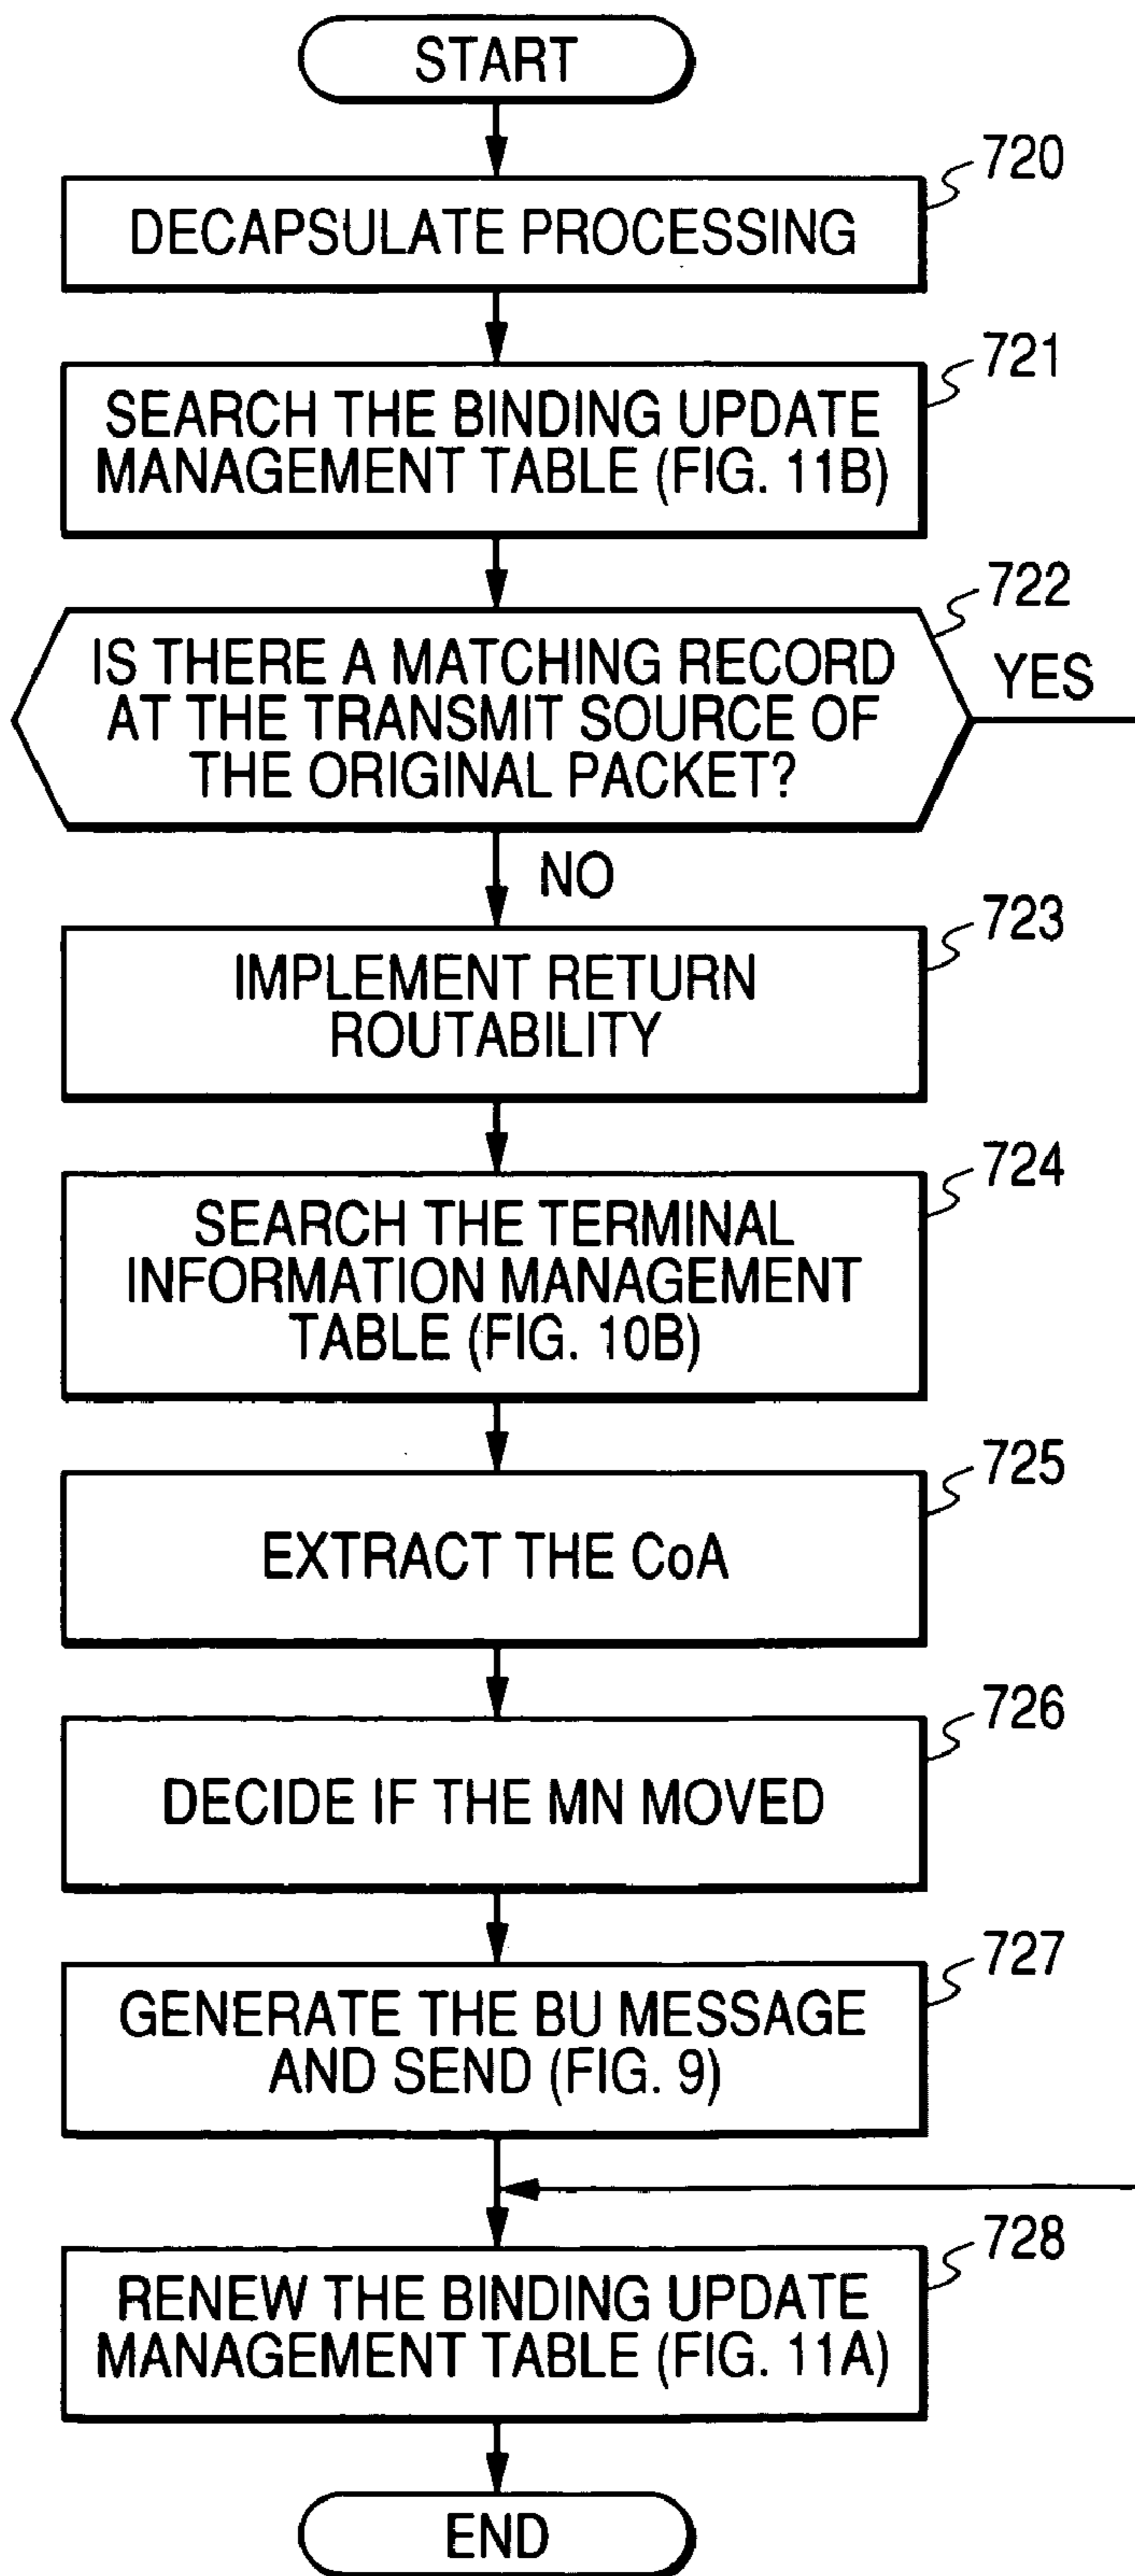 START
720
DECAPSULATE PROCESSING
721
SEARCH THE BINDING UPDATE
MANAGEMENT TABLE (FIG. 11B)
722
IS THERE A MATCHING RECORD
AT THE TRANSMIT SOURCE OF
THE ORIGINAL PACKET?
YES
NO
723
IMPLEMENT RETURN
ROUTABILITY
724
SEARCH THE TERMINAL
INFORMATION MANAGEMENT
TABLE (FIG. 10B)
725
EXTRACT THE CoA
726
DECIDE IF THE MN MOVED
727
GENERATE THE BU MESSAGE
AND SEND (FIG. 9)
728
RENEW THE BINDING UPDATE
MANAGEMENT TABLE (FIG. 11A)
END